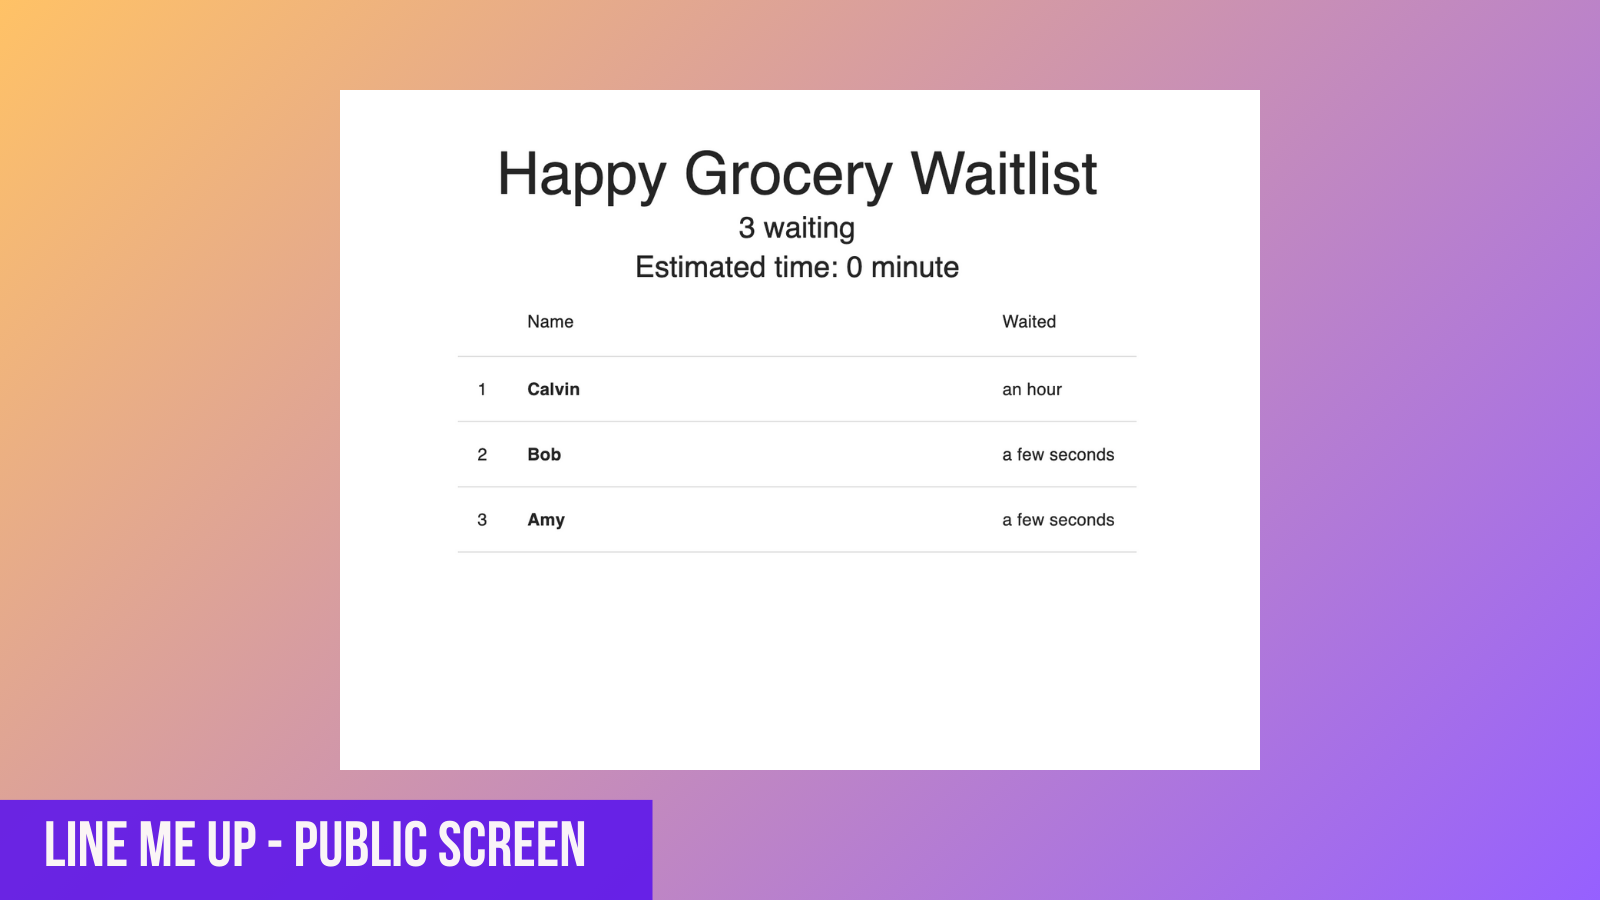 Happy Grocery Waitlist
3 waiting
Estimated time: 0 minute
Name Waited
1 Calvin an hour
2 Bob a few seconds
3 Amy a few seconds
LINE ME UP - PUBLIC SCREEN